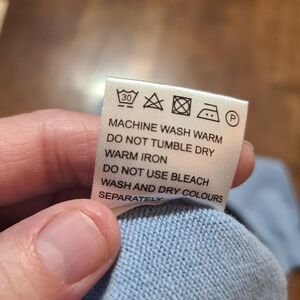 30 P
MACHINE WASH WARM
DO NOT TUMBLE DRY
WARM IRON
DO NOT USE BLEACH
WASH AND DRY COLOURS
SEPARATELY